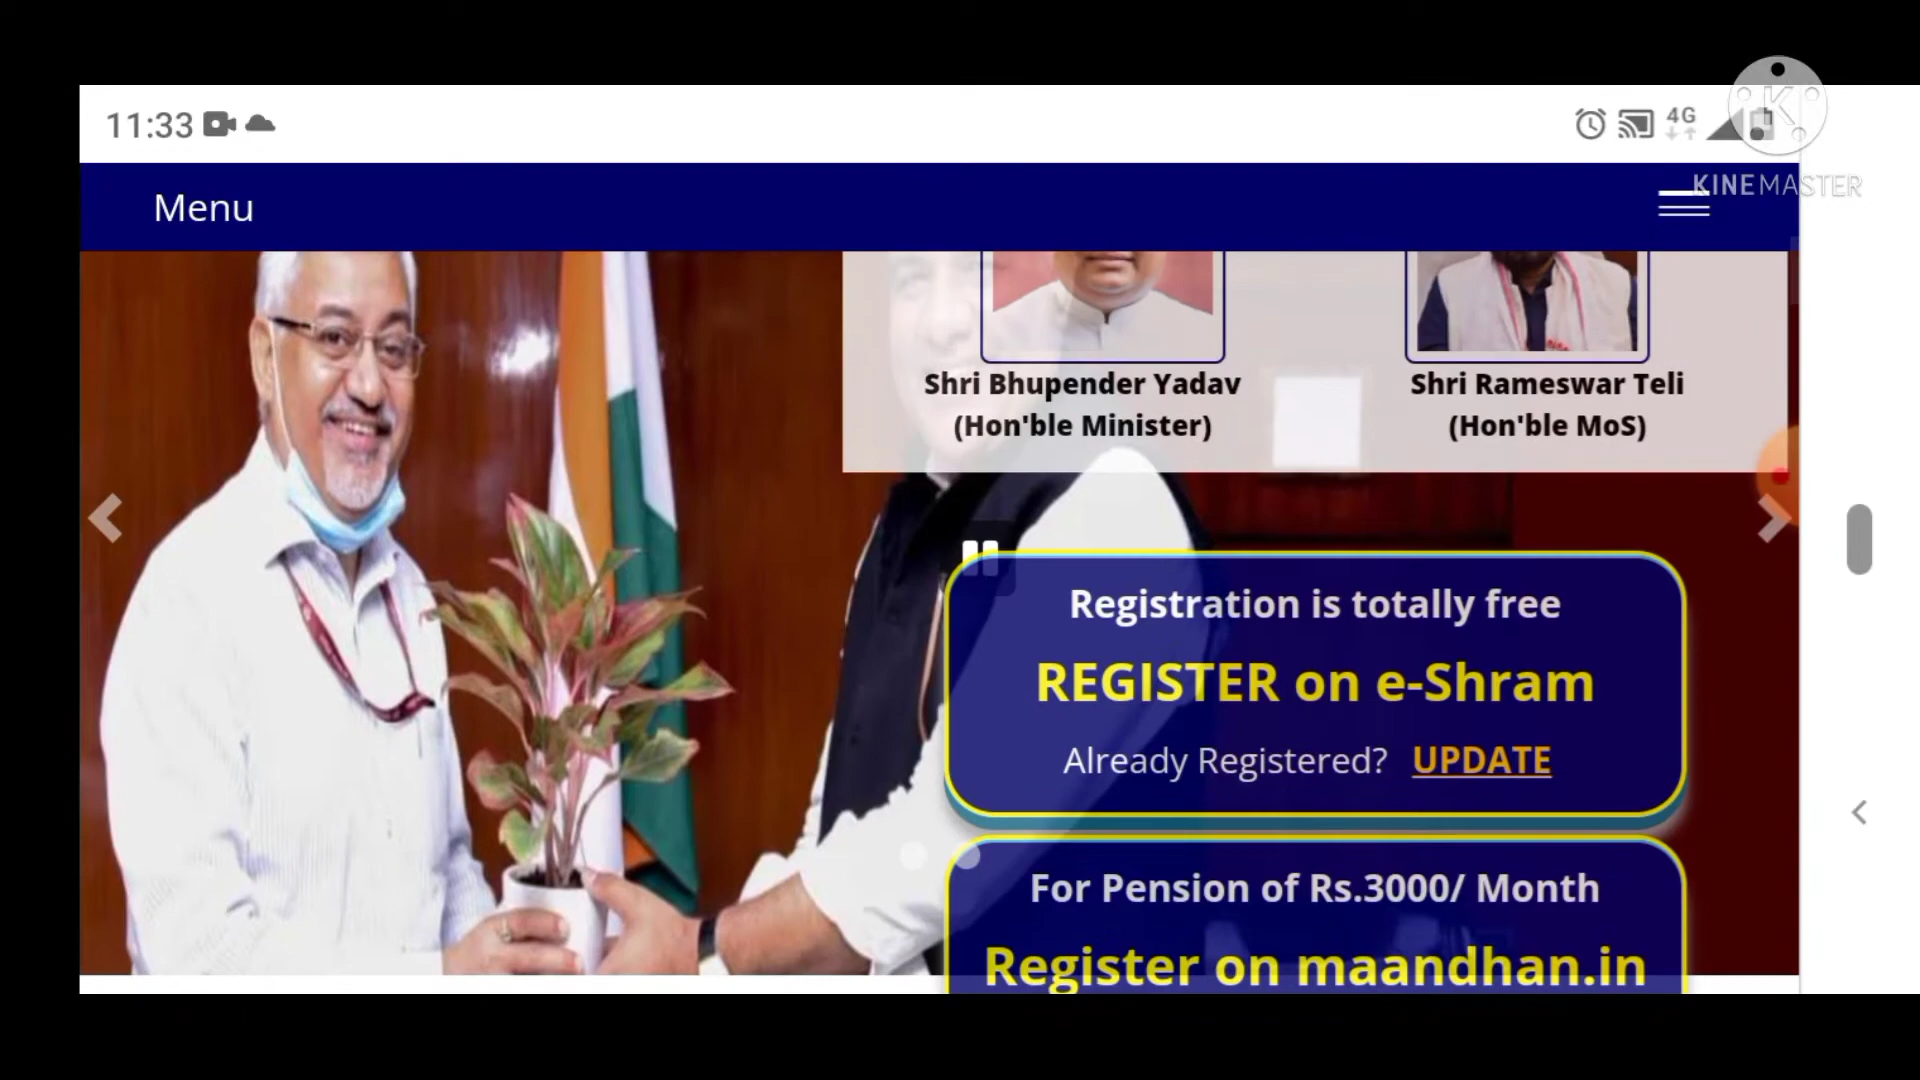 11:33
4G
KINEMASTER
Menu
Shri Bhupender Yadav
(Hon'ble Minister)
Shri Rameswar Teli
(Hon'ble MoS)
Registration is totally free
REGISTER on e-Shram
Already Registered? UPDATE
For Pension of Rs.3000/ Month
Register on maandhan.in